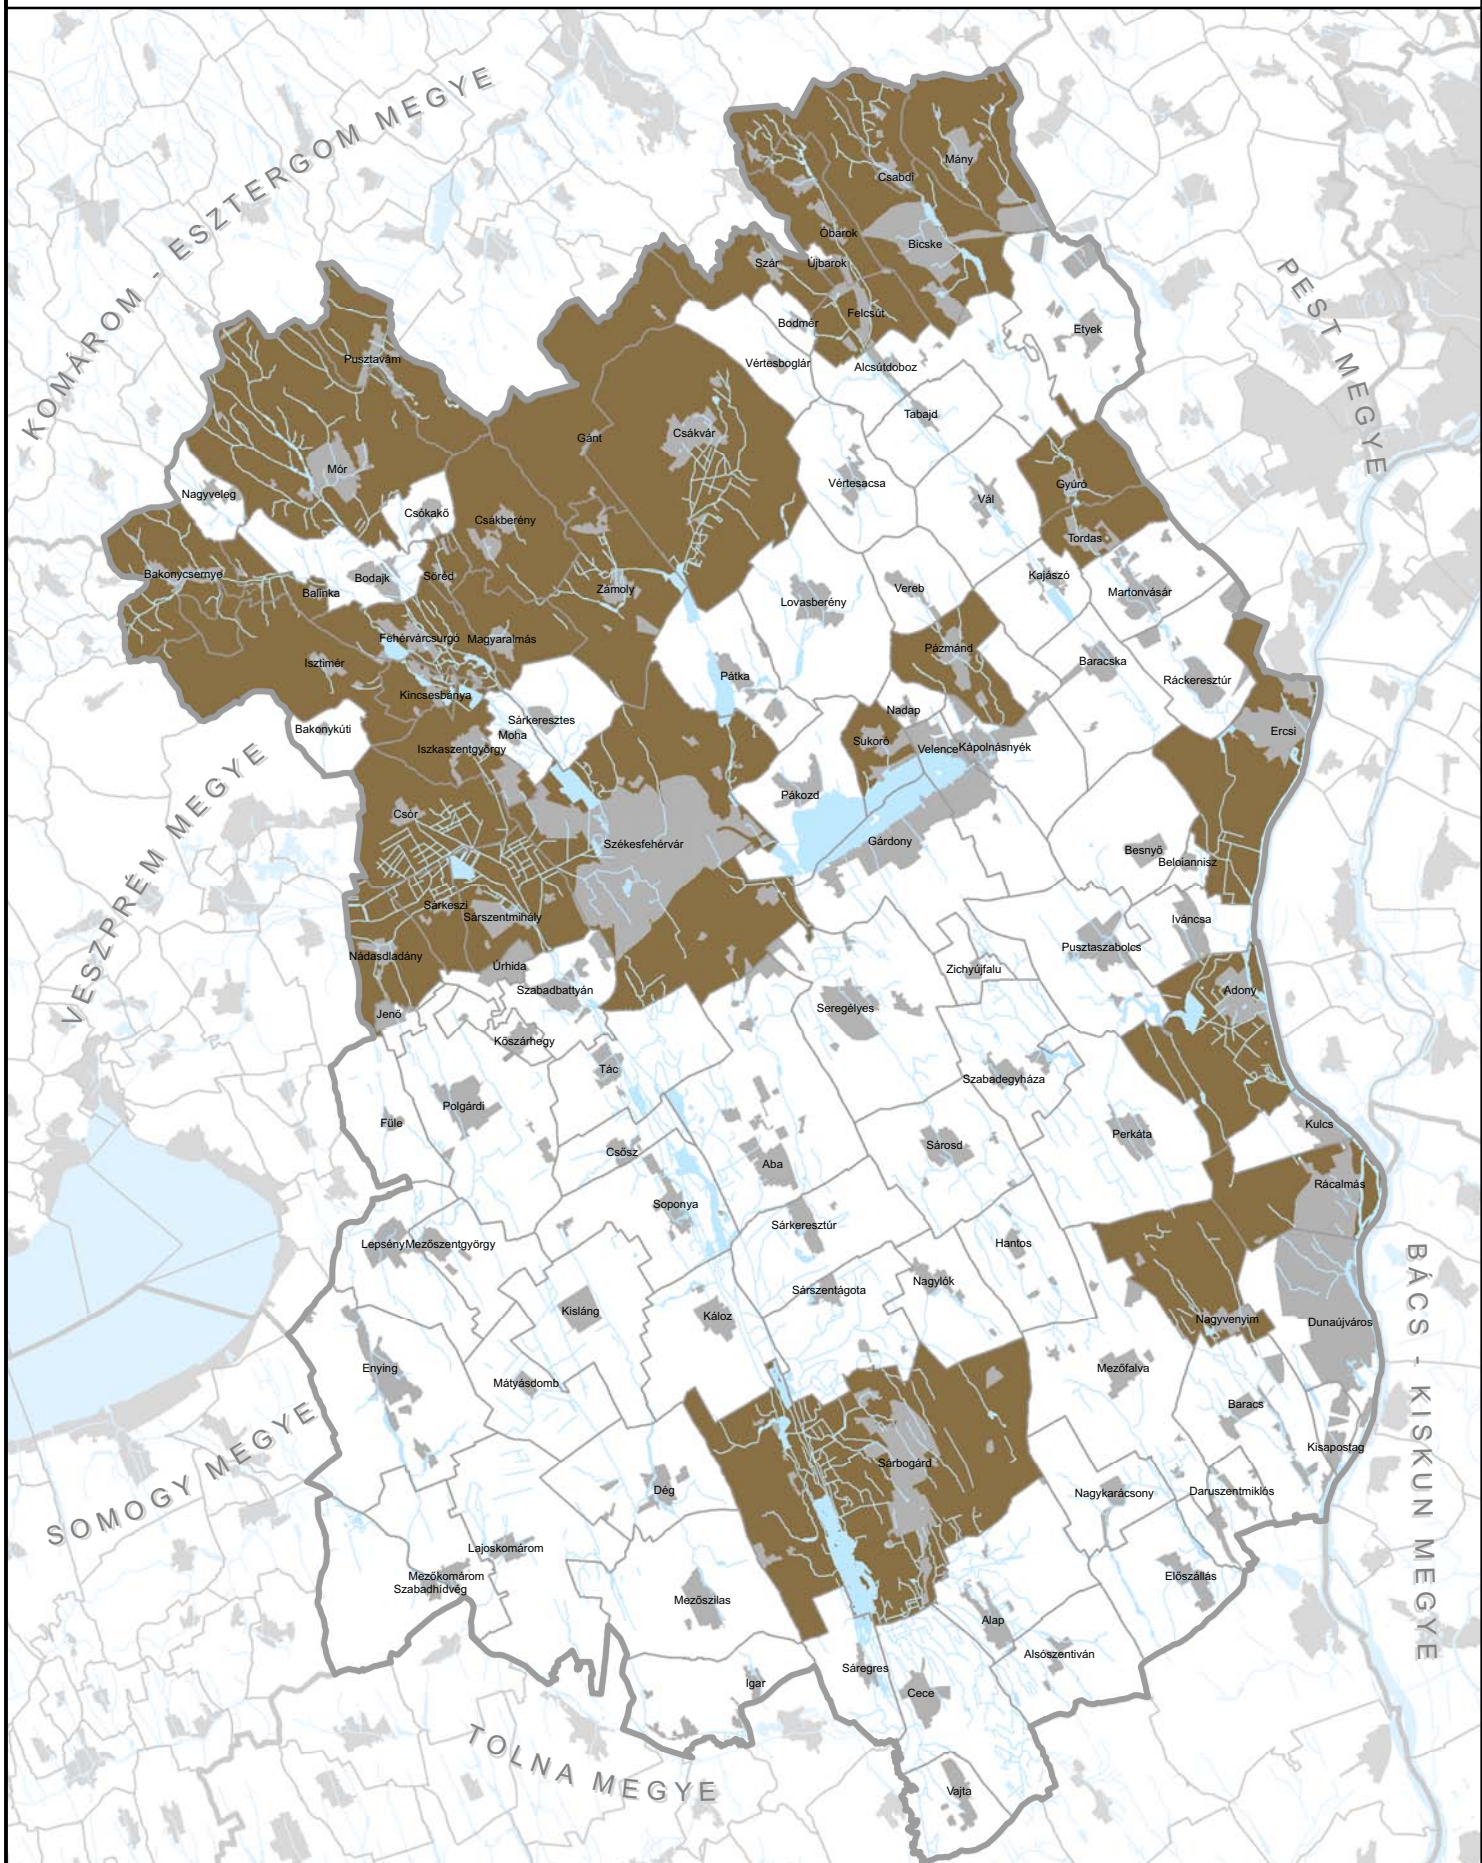 KOMÁROM - ESZTERGOM MEGYE
PEST MEGYE
Mány
Csabdi
Óbarok
Bicske
Szár
Újbarok
Felcsút
Bodmér
Etyek
Pusztavám
Vértesboglár
Alcsútdoboz
Tabajd
Gánt
Csákvár
Mór
Vértesacsa
Gyúró
Nagyveleg
Vál
Csókakő
Csákberény
Tordas
Bakonycsernye
Bodajk
Söréd
Kajászó
Balinka
Zámoly
Vereb
Martonvásár
Lovasberény
Fehérvárcsurgó
Magyaralmás
Pázmánd
Isztimér
Baracska
Pátka
Ráckeresztúr
Kincsesbánya
Nadap
Sárkeresztes
Bakonykúti
Moha
Ercsi
Iszkaszentgyörgy
Sukoró
Velence
Kápolnásnyék
VESZPRÉM MEGYE
Pákozd
Csór
Székesfehérvár
Gárdony
Besnyő
Beloiannisz
Sárkeszi
Sárszentmihály
Iváncsa
Pusztaszabolcs
Nádasdladány
Úrhida
Zichyújfalu
Szabadbattyán
Adony
Seregélyes
Jenő
Kőszárhegy
Tác
Szabadegyháza
Polgárdi
Füle
Kulcs
Perkáta
Csősz
Sárosd
Aba
Rácalmás
Soponya
Sárkeresztúr
Lepsény
Mezőszentgyörgy
Hantos
Nagylók
Sárszentágota
Kisláng
Káloz
Nagyvenyim
Dunaújváros
BÁCS - KISKUN MEGYE
Enying
Mátyásdomb
Mezőfalva
Baracs
SOMOGY MEGYE
Kisapostag
Sárbogárd
Dég
Nagykarácsony
Daruszentmiklós
Lajoskomárom
Mezőkomárom
Szabadhídvég
Előszállás
Mezőszilas
Alap
Alsószentiván
Sáregres
Igar
Cece
TOLNA MEGYE
Vajta